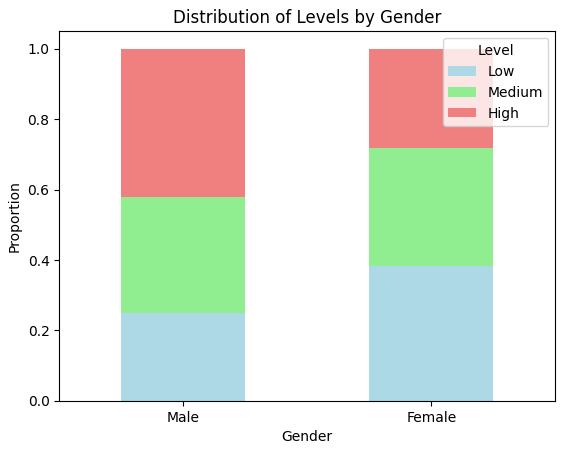 Distribution of Levels by Gender
Level
Low
Medium
High
1.0
0.8
0.6
0.4
0.2
0.0
Proportion
Male
Female
Gender